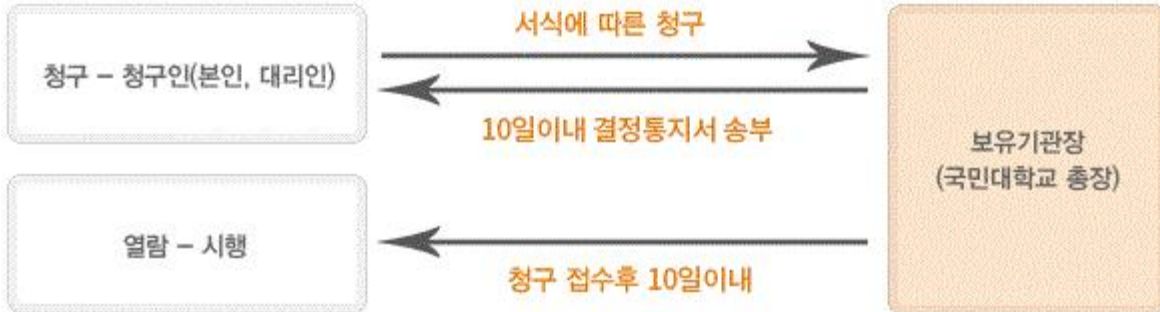 서식에 따른 청구
청구 - 청구인(본인, 대리인)
10일이내 결정통지서 송부
보유기관장
(국민대학교 총장)
열람 - 시행
청구 접수후 10일이내